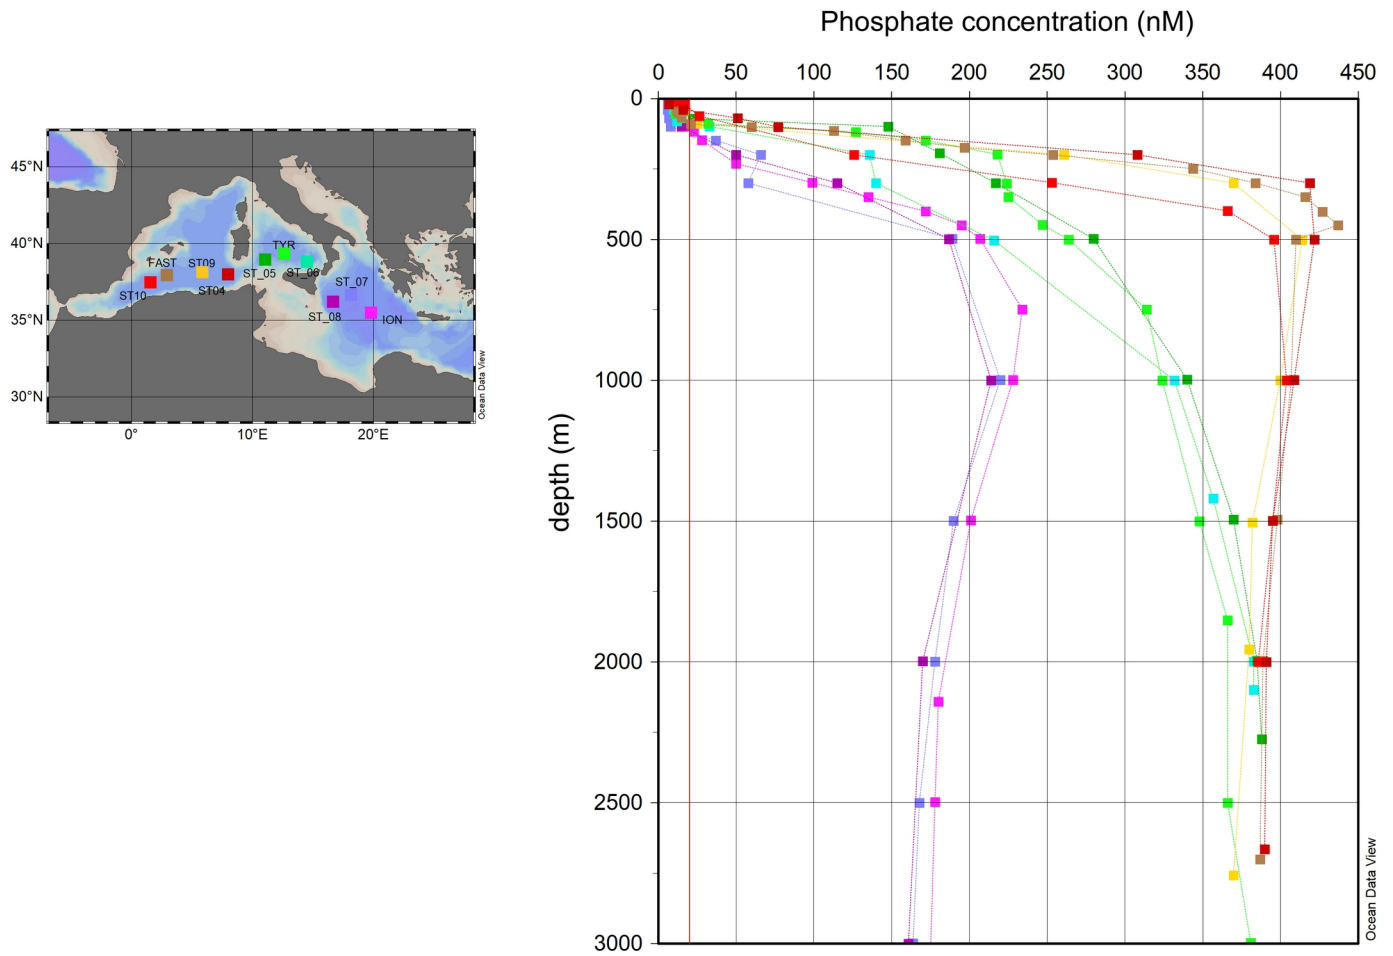 Phosphate concentration (nM)
0 50 100 150 200 250 300 350 400 450
0
500
1000
1500
2000
2500
3000
depth (m)
Ocean Data View
45°N
40°N
35°N
30°N
0° 10°E 20°E
TYR
FAST ST09
ST_05 ST_06
ST10 ST04
ST_07
ST_08 ION
Ocean Data View